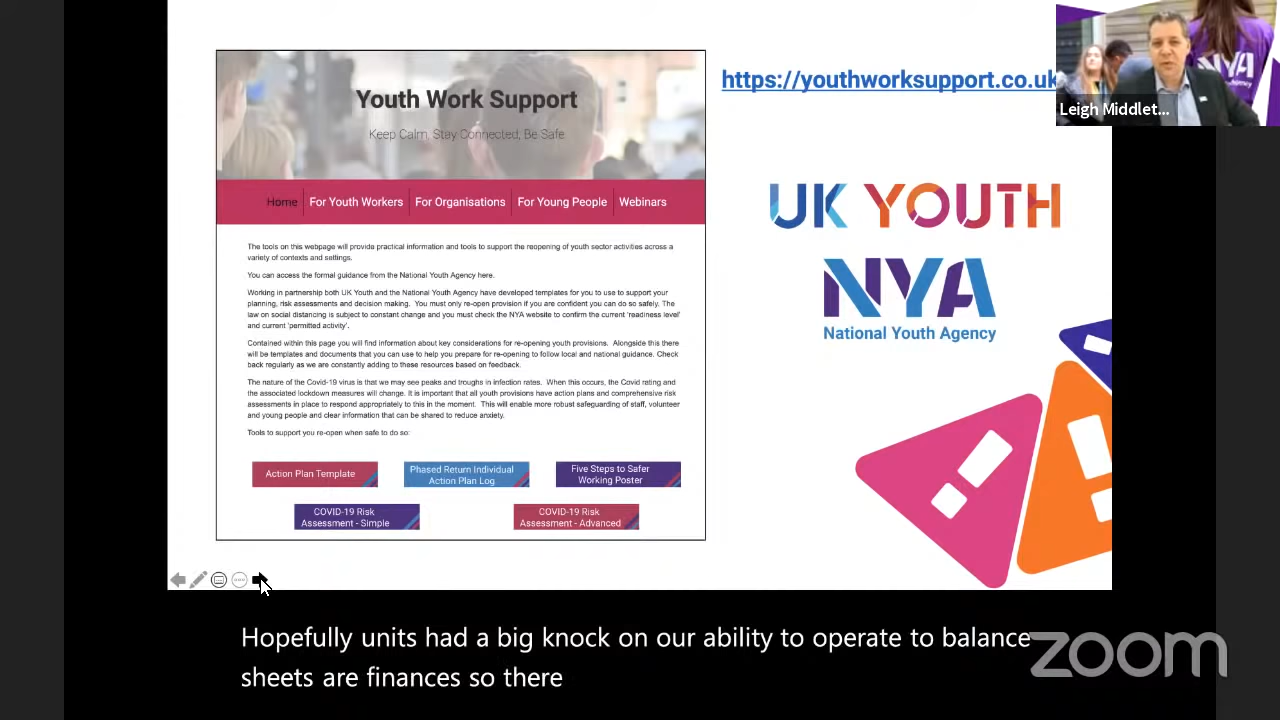 https://youthworksupport.co.uk
NYA
Leigh Middlet...
Youth Work Support
Keep Calm, Stay Connected, Be Safe
Home
For Youth Workers
For Organisations
For Young People
Webinars
The tools on this webpage will provide practical information and tools to support the reopening of youth sector activities across a
variety of contexts and settings.
You can access the formal guidance from the National Youth Agency here.
Working in partnership both UK Youth and the National Youth Agency have developed templates for you to use to support your
planning, risk assessments and decision making. You must only re-open provision if you are confident you can do so safely. The
law on social distancing is subject to constant change and you must check the NYA website to confirm the current 'readiness level'
and current 'permitted activity'.
Contained within this page you will find information about key considerations for re-opening youth provisions. Alongside this there
will be templates and documents that you can use to help you prepare for re-opening to follow local and national guidance. Check
back regularly as we are constantly adding to these resources based on feedback.
The nature of the Covid-19 virus is that we may see peaks and troughs in infection rates. When this occurs, the Covid rating and
the associated lockdown measures will change. It is important that all youth provisions have action plans and comprehensive risk
assessments in place to respond appropriately to this in the moment. This will enable more robust safeguarding of staff, volunteer
and young people and clear information that can be shared to reduce anxiety.
Tools to support you re-open when safe to do so:
Action Plan Template
Phased Return Individual
Action Plan Log
Five Steps to Safer
Working Poster
COVID-19 Risk
Assessment - Simple
COVID-19 Risk
Assessment - Advanced
UK YOUTH
NYA
National Youth Agency
Hopefully units had a big knock on our ability to operate to balance
sheets are finances so there
zoom